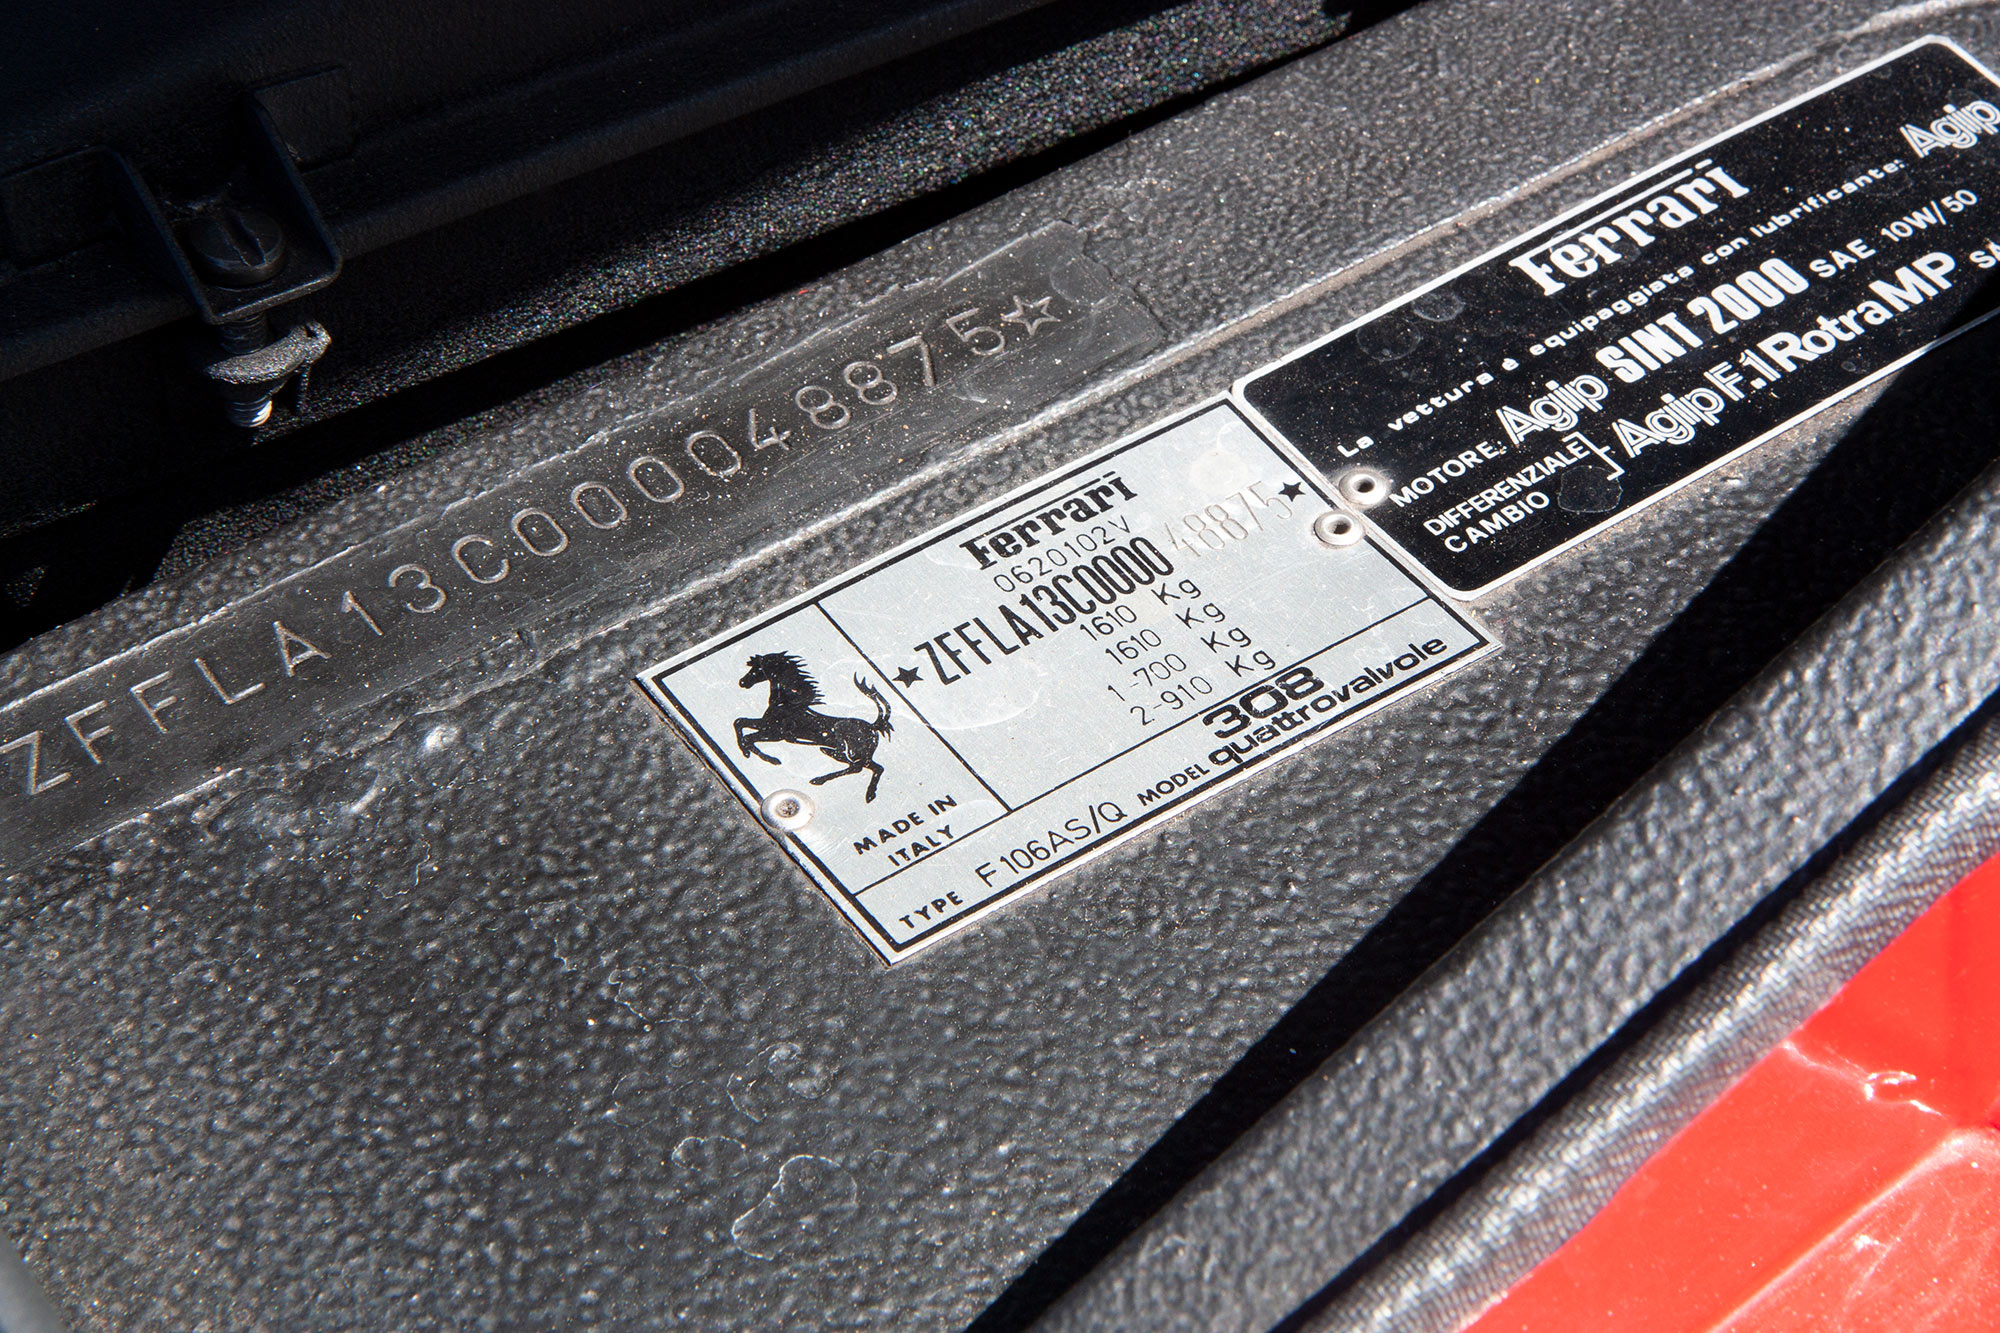 ZFFLA13C000048875☆
Ferrari
0620102V
★ZFFLA13C000048875★
1610 Kg
1610 Kg
1-700 Kg
2-910 Kg
MADE IN
ITALY
TYPE F106AS/Q MODEL 308
quattrovalvole
Ferrari
La vettura è equipaggiata con lubrificante: Agip
MOTORE: Agip SINT 2000 SAE 10W/50
DIFFERENZIALE
CAMBIO
Agip F.1 Rotra MP